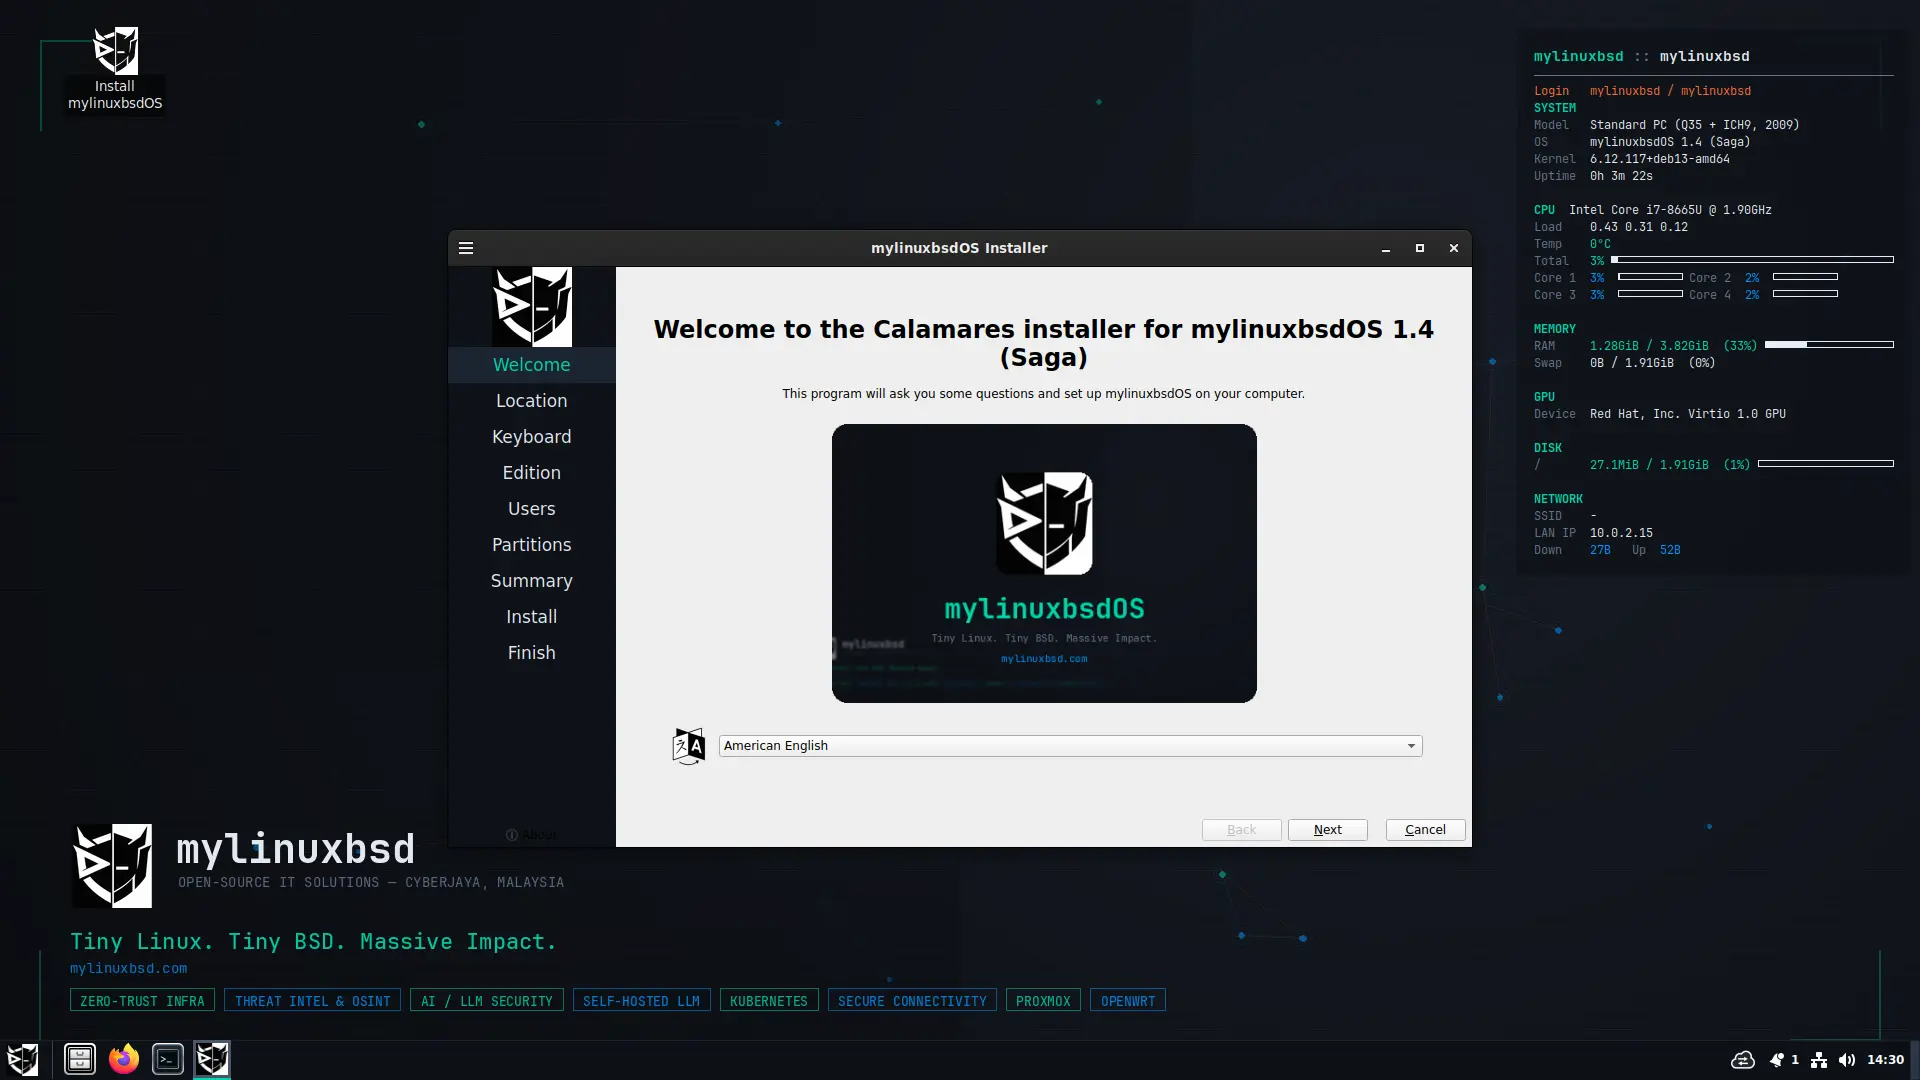 Install
mylinuxbsdOS
mylinuxbsd :: mylinuxbsd
Login mylinuxbsd / mylinuxbsd
SYSTEM
Model Standard PC (Q35 + ICH9, 2009)
OS mylinuxbsdOS 1.4 (Saga)
Kernel 6.12.117+deb13-amd64
Uptime 0h 3m 22s
CPU Intel Core i7-8665U @ 1.90GHz
Load 0.43 0.31 0.12
Temp 0°C
Total 3%
Core 1 3% Core 2 2%
Core 3 3% Core 4 2%
MEMORY
RAM 1.28GiB / 3.82GiB (33%)
Swap 0B / 1.91GiB (0%)
GPU
Device Red Hat, Inc. Virtio 1.0 GPU
DISK
/ 27.1MiB / 1.91GiB (1%)
NETWORK
SSID -
LAN IP 10.0.2.15
Down 27B Up 52B
mylinuxbsdOS Installer
Welcome
Location
Keyboard
Edition
Users
Partitions
Summary
Install
Finish
About
Welcome to the Calamares installer for mylinuxbsdOS 1.4
(Saga)
This program will ask you some questions and set up mylinuxbsdOS on your computer.
mylinuxbsdOS
Tiny Linux. Tiny BSD. Massive Impact.
mylinuxbsd
mylinuxbsd.com
American English
Back Next Cancel
mylinuxbsd
OPEN-SOURCE IT SOLUTIONS — CYBERJAYA, MALAYSIA
Tiny Linux. Tiny BSD. Massive Impact.
mylinuxbsd.com
ZERO-TRUST INFRA THREAT INTEL & OSINT AI / LLM SECURITY SELF-HOSTED LLM KUBERNETES SECURE CONNECTIVITY PROXMOX OPENWRT
1 14:30